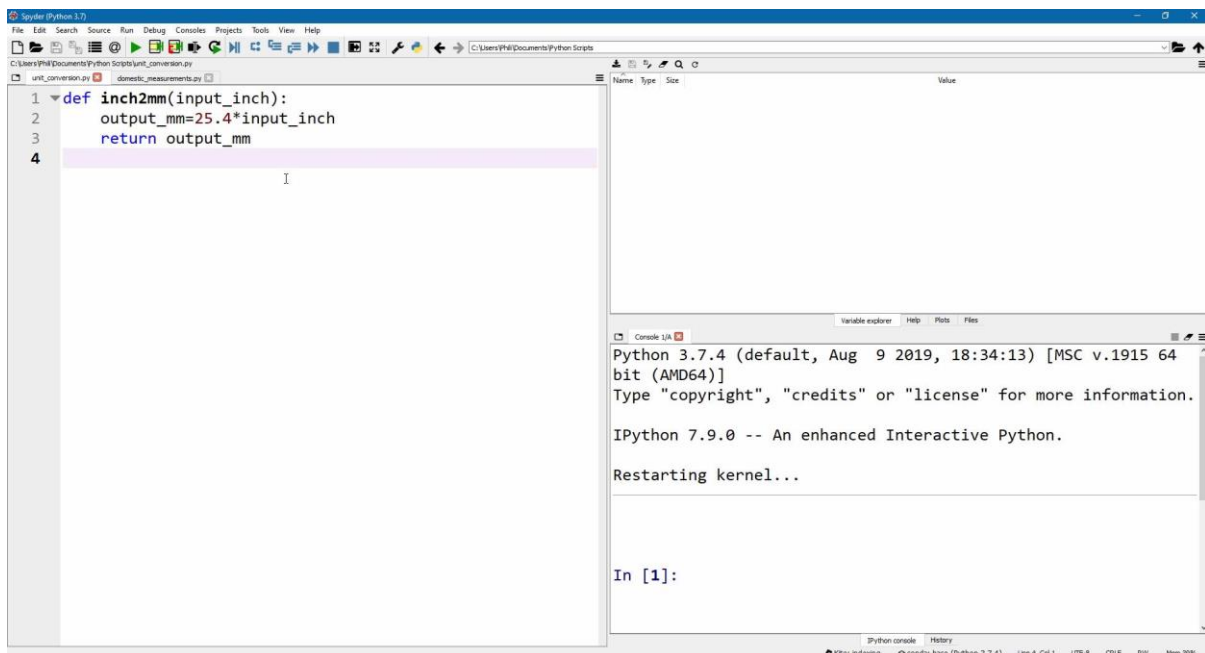 Spyder (Python 3.7)
File Edit Search Source Run Debug Consoles Projects Tools View Help
C:\Users\Phil\Documents\Python Scripts
C:\Users\Phil\Documents\Python Scripts\unit_conversion.py
unit_conversion.py domestic_measurements.py
1 def inch2mm(input_inch):
2 output_mm=25.4*input_inch
3 return output_mm
4
Name Type Size Value
Variable explorer Help Plots Files
Console 1/A
Python 3.7.4 (default, Aug 9 2019, 18:34:13) [MSC v.1915 64
bit (AMD64)]
Type "copyright", "credits" or "license" for more information.
IPython 7.9.0 -- An enhanced Interactive Python.
Restarting kernel...
In [1]:
IPython console History